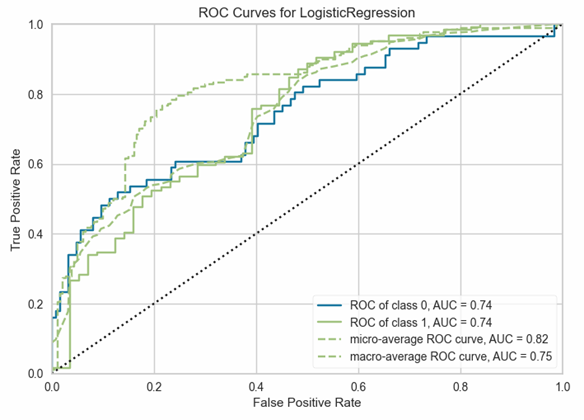 ROC Curves for LogisticRegression
1.0
0.8
0.6
0.4
0.2
0.0
True Positive Rate
ROC of class 0, AUC = 0.74
ROC of class 1, AUC = 0.74
micro-average ROC curve, AUC = 0.82
macro-average ROC curve, AUC = 0.75
0.0 0.2 0.4 0.6 0.8 1.0
False Positive Rate